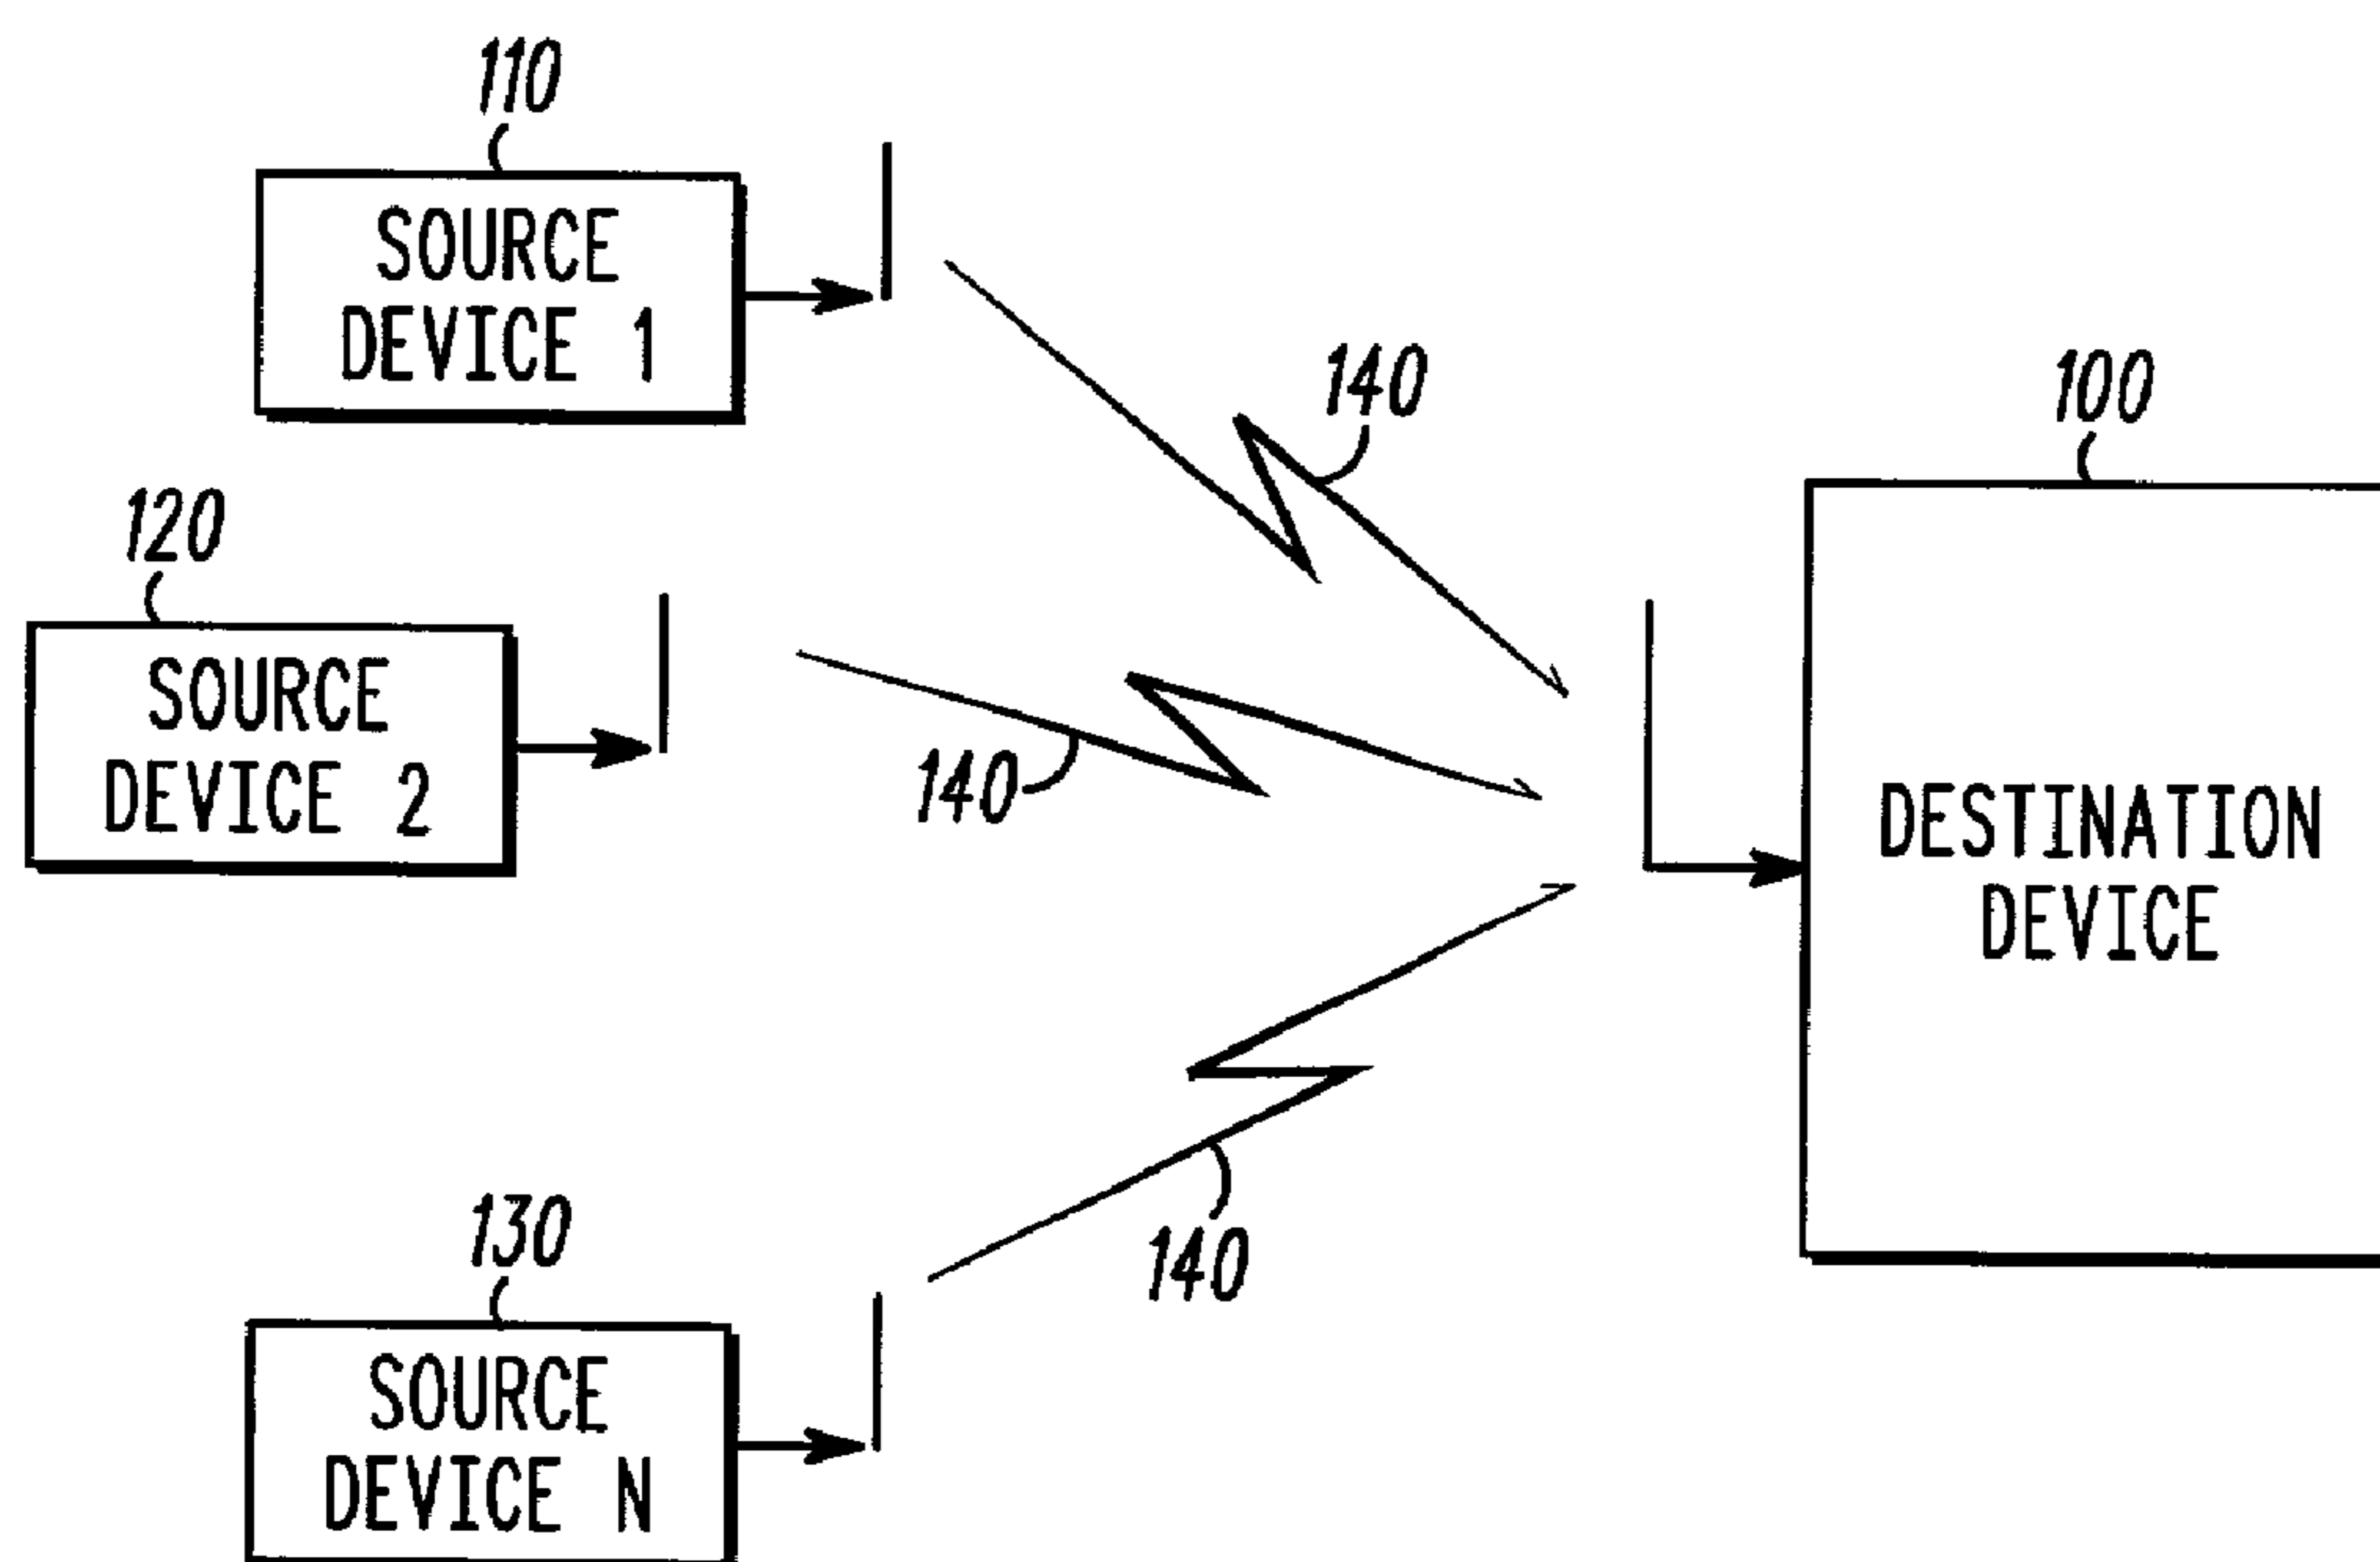 110
SOURCE
DEVICE 1
140
100
120
SOURCE
DEVICE 2
140
DESTINATION
DEVICE
130
140
SOURCE
DEVICE N